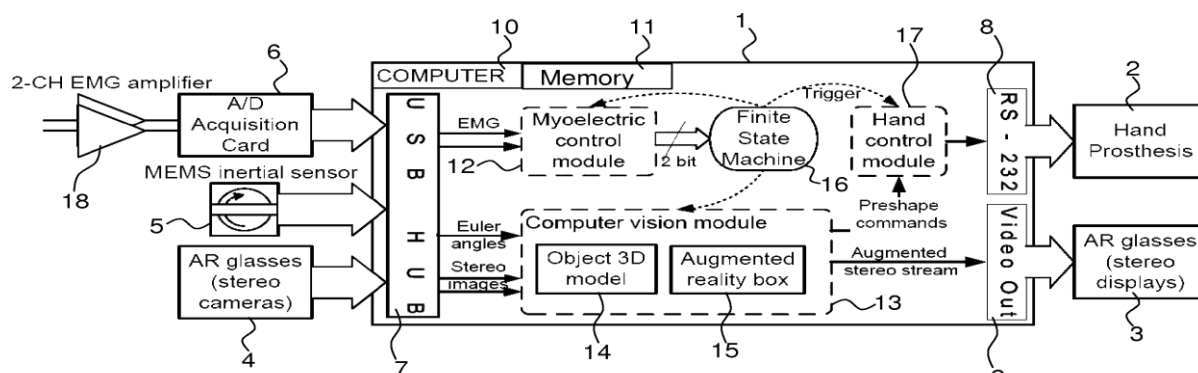 1
8
10
11
6
17
2
2-CH EMG amplifier
COMPUTER
Memory
A/D
Acquisition
Card
USB HUB
EMG
Myoelectric
control
module
2 bit
Finite
State
Machine
Trigger
Hand
control
module
RS-232
Hand
Prosthesis
18
12
16
MEMS inertial sensor
5
Euler
angles
Computer vision module
Preshape
commands
AR glasses
(stereo
cameras)
Stereo
images
Object 3D
model
Augmented
reality box
Augmented
stereo stream
Video Out
AR glasses
(stereo
displays)
13
4
7
14
15
3